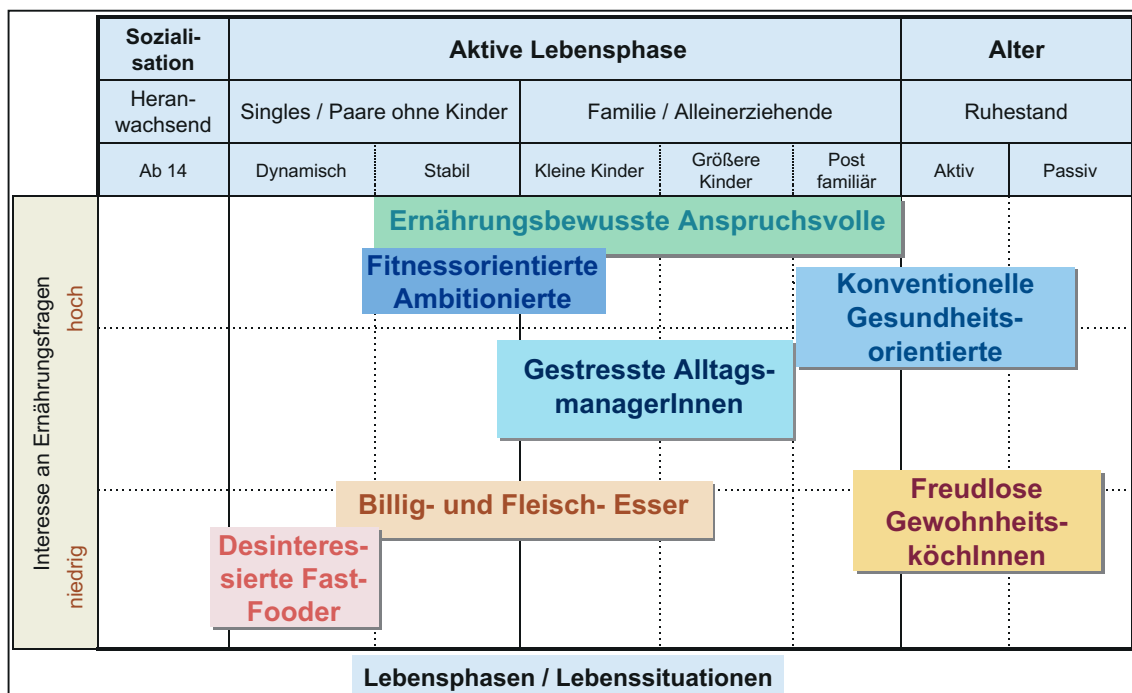 Soziali-
sation
Aktive Lebensphase
Alter
Heran-
wachsend
Singles / Paare ohne Kinder
Familie / Alleinerziehende
Ruhestand
Ab 14
Dynamisch
Stabil
Kleine Kinder
Größere
Kinder
Post
familiär
Aktiv
Passiv
Interesse an Ernährungsfragen
hoch
niedrig
Ernährungsbewusste Anspruchsvolle
Fitnessorientierte
Ambitionierte
Konventionelle
Gesundheits-
orientierte
Gestresste Alltags-
managerInnen
Billig- und Fleisch- Esser
Freudlose
Gewohnheits-
köchInnen
Desinteres-
sierte Fast-
Fooder
Lebensphasen / Lebenssituationen